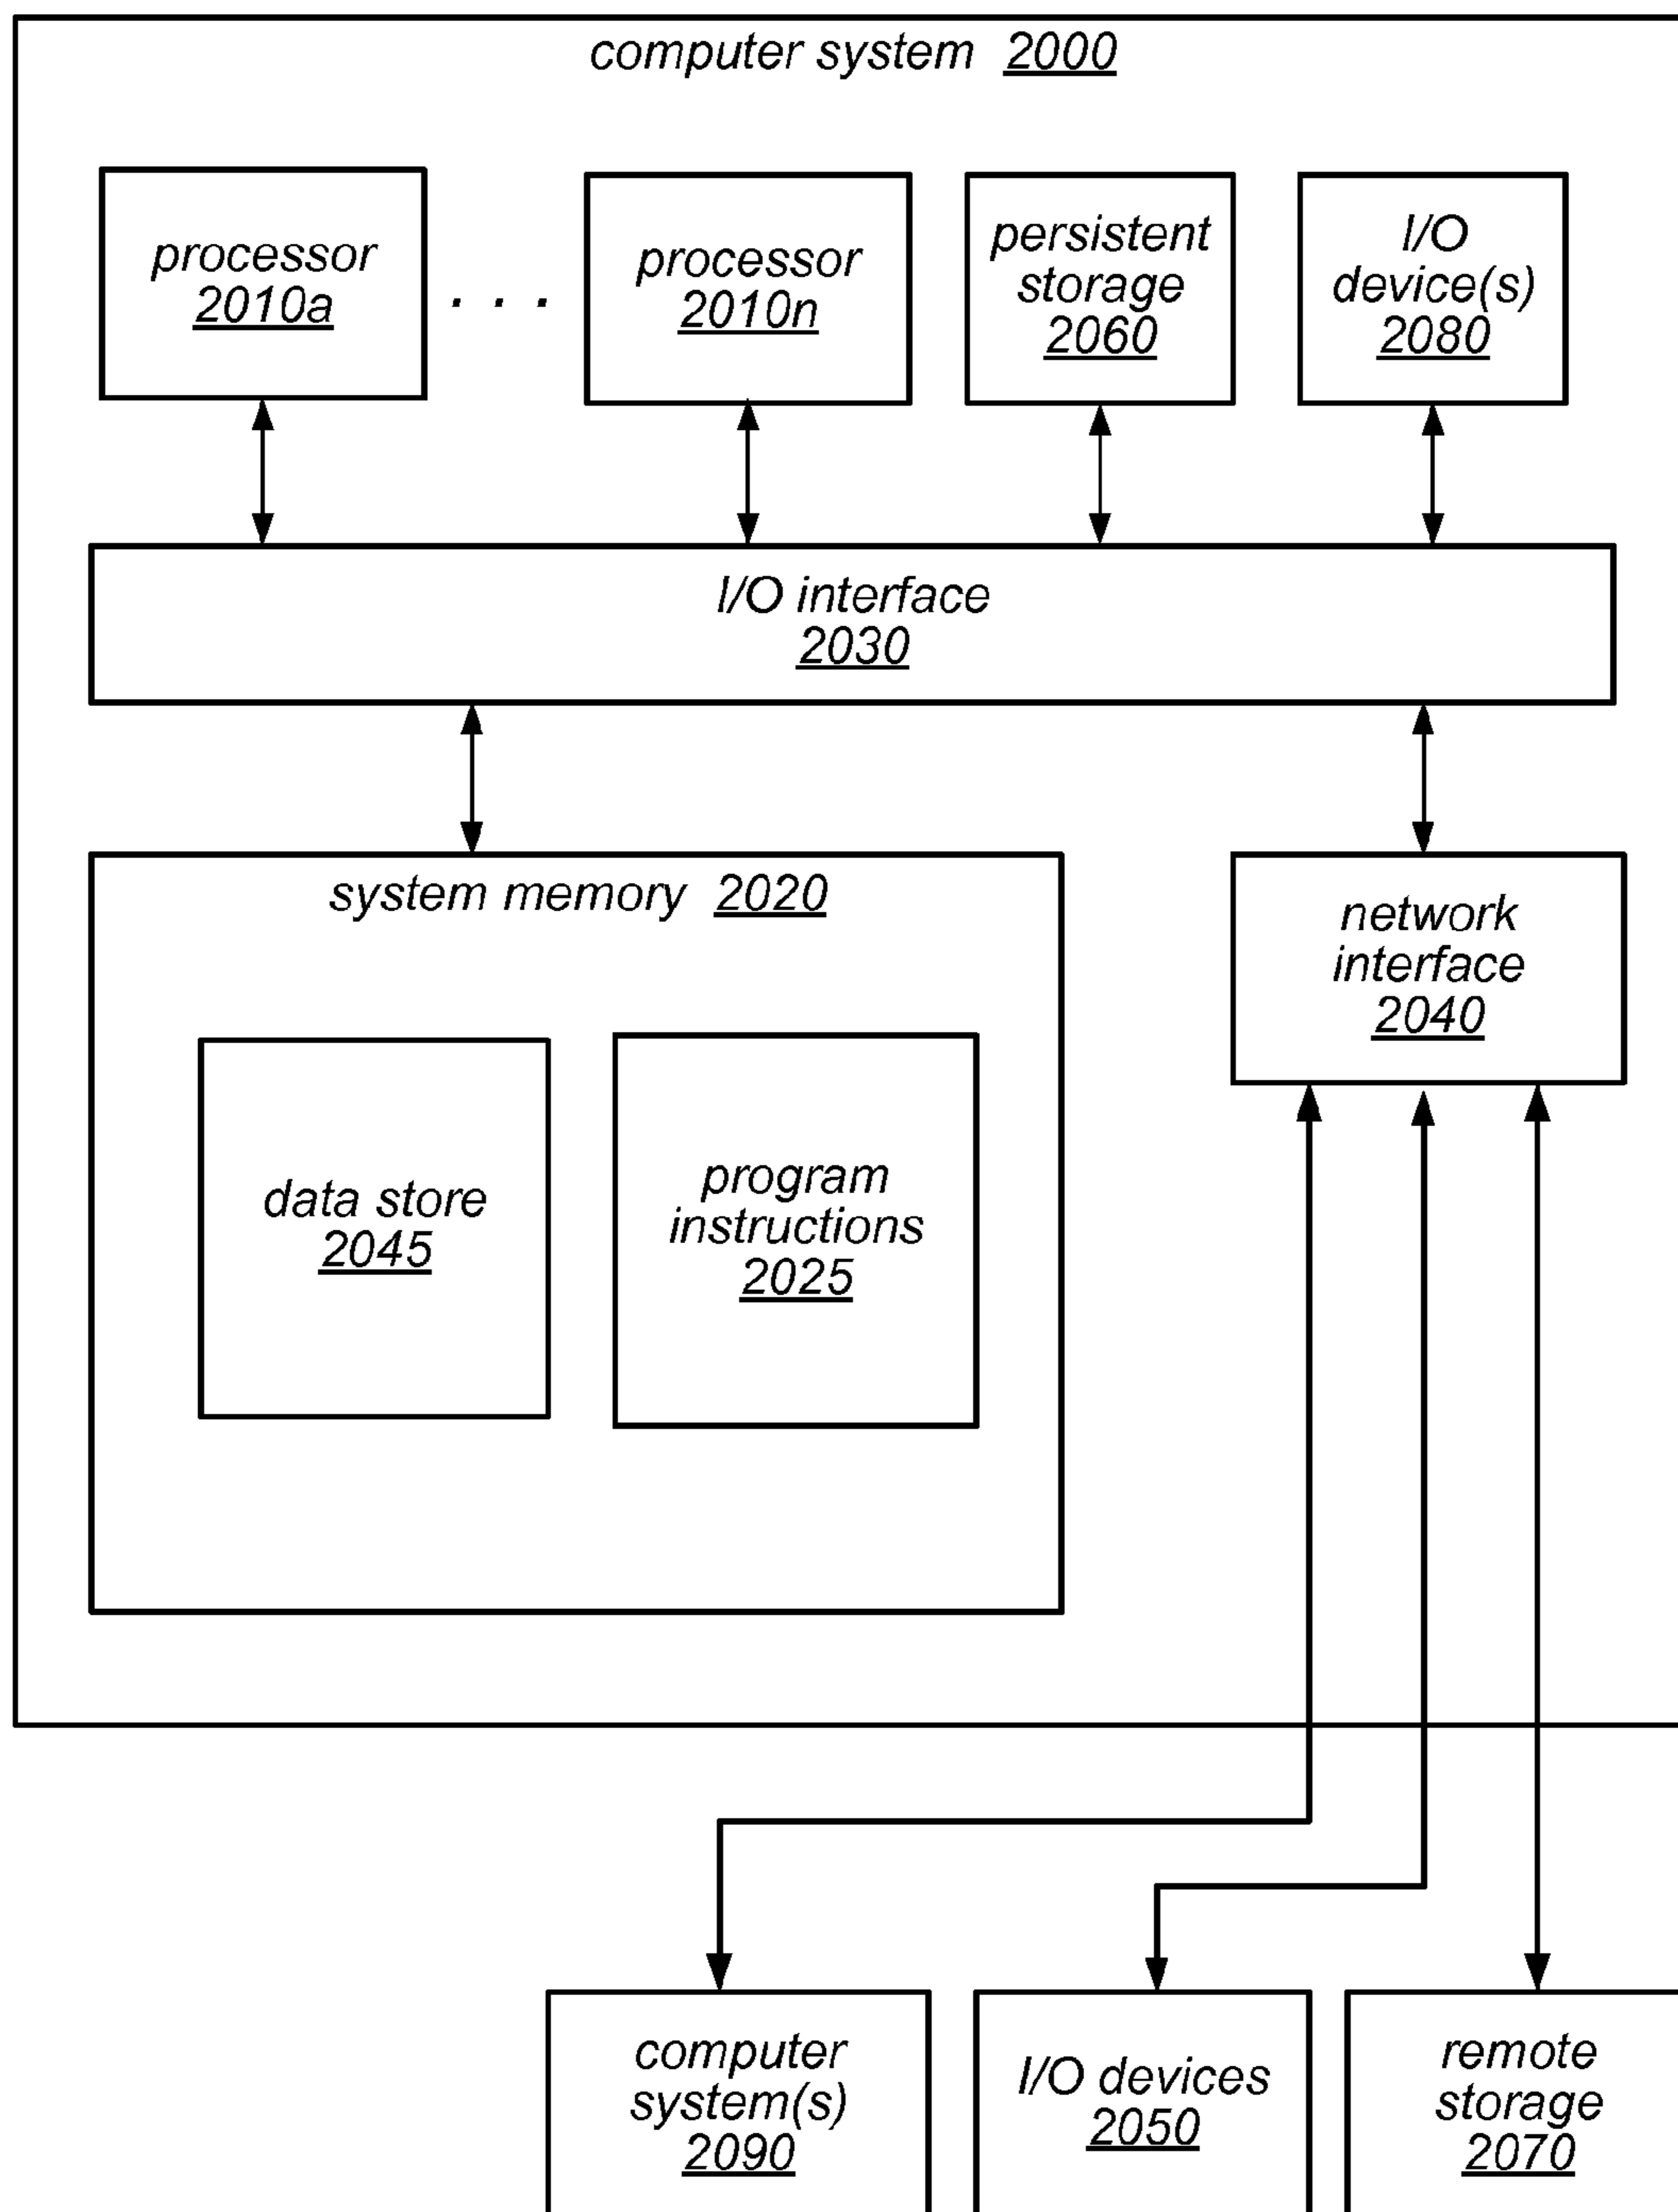 computer system 2000
processor
2010a
. . .
processor
2010n
persistent
storage
2060
I/O
device(s)
2080
I/O interface
2030
system memory 2020
network
interface
2040
data store
2045
program
instructions
2025
computer
system(s)
2090
I/O devices
2050
remote
storage
2070